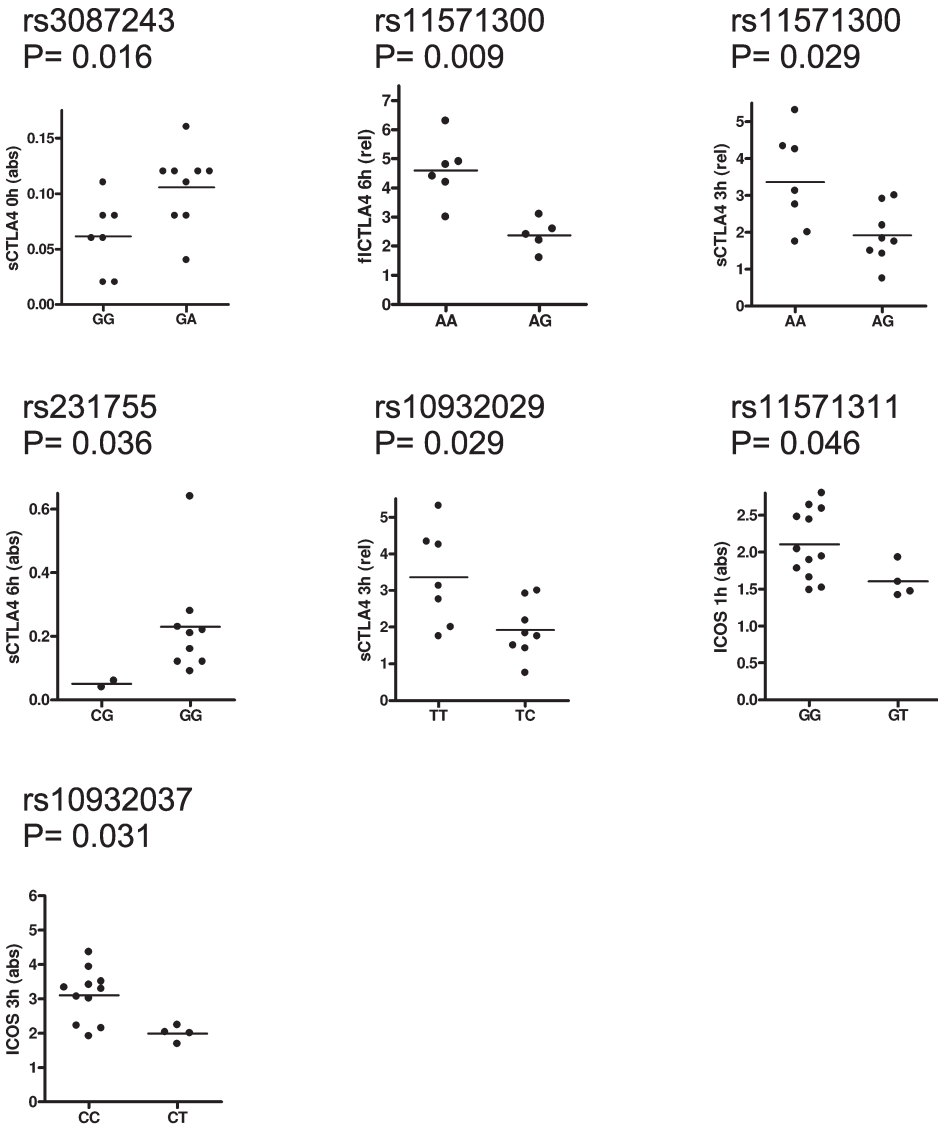 rs3087243
P= 0.016
sCTLA4 0h (abs)
0.15
0.10
0.05
0.00
GG GA
rs11571300
P= 0.009
flCTLA4 6h (rel)
7
6
5
4
3
2
1
0
AA AG
rs11571300
P= 0.029
sCTLA4 3h (rel)
5
4
3
2
1
0
AA AG
rs231755
P= 0.036
sCTLA4 6h (abs)
0.6
0.4
0.2
0.0
CG GG
rs10932029
P= 0.029
sCTLA4 3h (rel)
5
4
3
2
1
0
TT TC
rs11571311
P= 0.046
ICOS 1h (abs)
2.5
2.0
1.5
1.0
0.5
0.0
GG GT
rs10932037
P= 0.031
ICOS 3h (abs)
6
5
4
3
2
1
0
CC CT